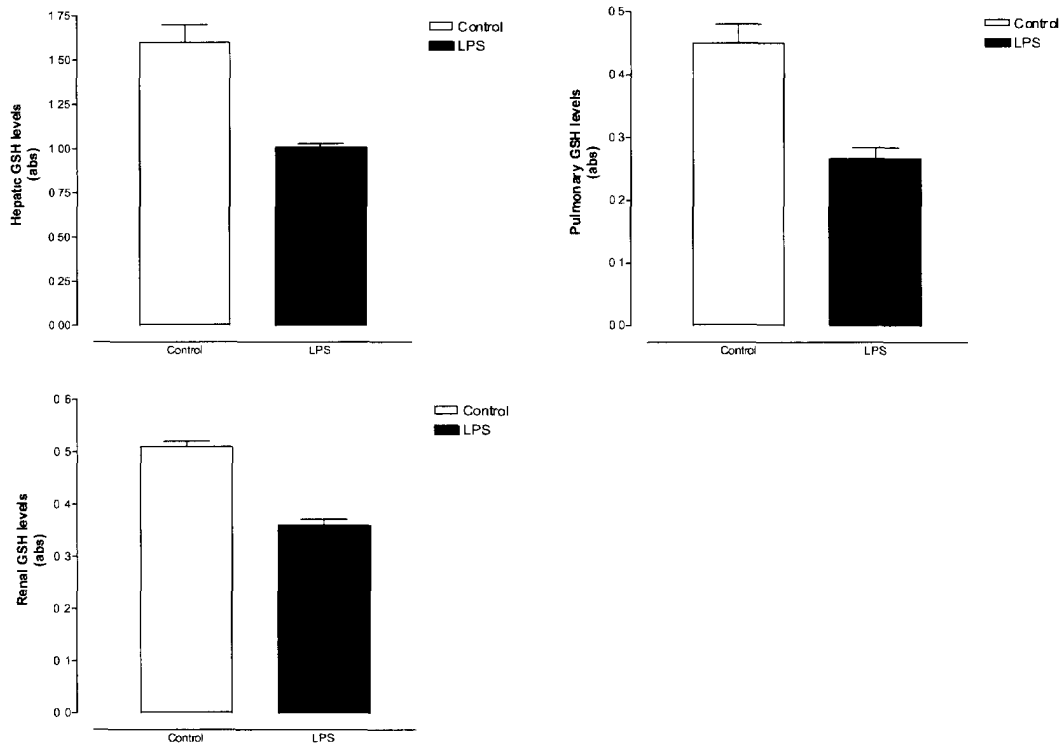 Hepatic GSH levels
(abs)
1.75
1 50
1.25
1 00
0.75
0 50
0 25
0 00
Control
LPS
Control
LPS
Pulmonary GSH levels
(abs)
0.5
0 4
0.3
0 2
0 1
0.0
Control
LPS
Control
LPS
Renal GSH levels
(abs)
0 6
0 5
0 4
0 3
0 2
0 1
0 0
Control
LPS
Control
LPS